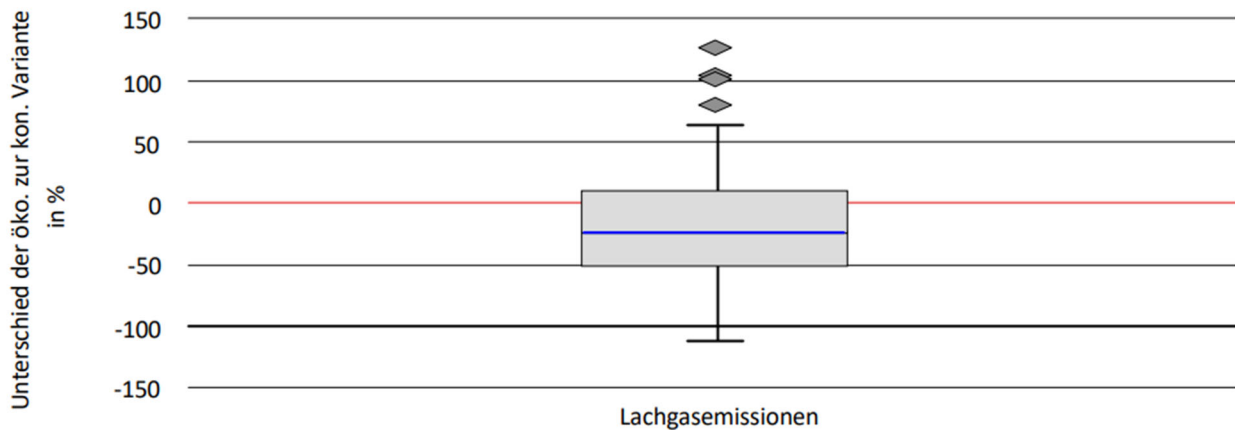 Unterschied der öko. zur kon. Variante
in %
150
100
50
0
-50
-100
-150
Lachgasemissionen